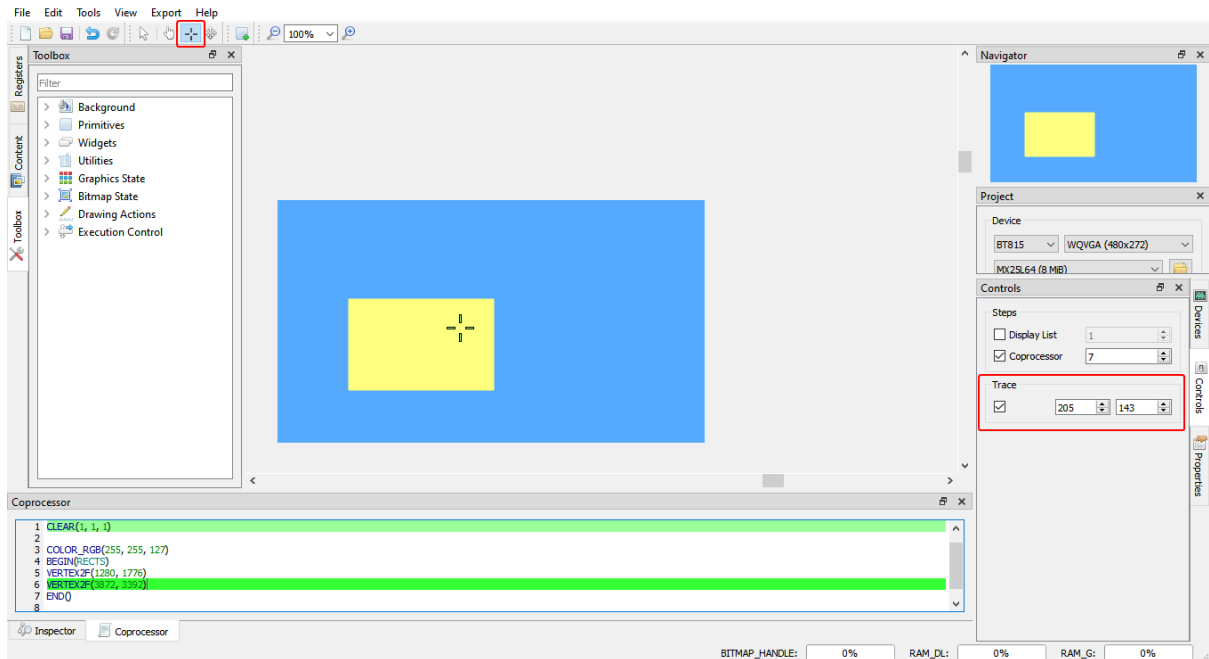 File Edit Tools View Export Help
100%
Toolbox
Navigator
Registers
Content
Toolbox
Filter
Background
Primitives
Widgets
Utilities
Graphics State
Bitmap State
Drawing Actions
Execution Control
Project
Device
BT815 WQVGA (480x272)
MX25L64 (8 MiB)
Controls
Steps
Display List 1
Coprocessor 7
Trace
205 143
Devices
Controls
Properties
Coprocessor
1 CLEAR(1, 1, 1)
2
3 COLOR_RGB(255, 255, 127)
4 BEGIN(RECTS)
5 VERTEX2F(1280, 1776)
6 VERTEX2F(3872, 3392)
7 END()
8
Inspector Coprocessor
BITMAP_HANDLE: 0% RAM_DL: 0% RAM_G: 0%